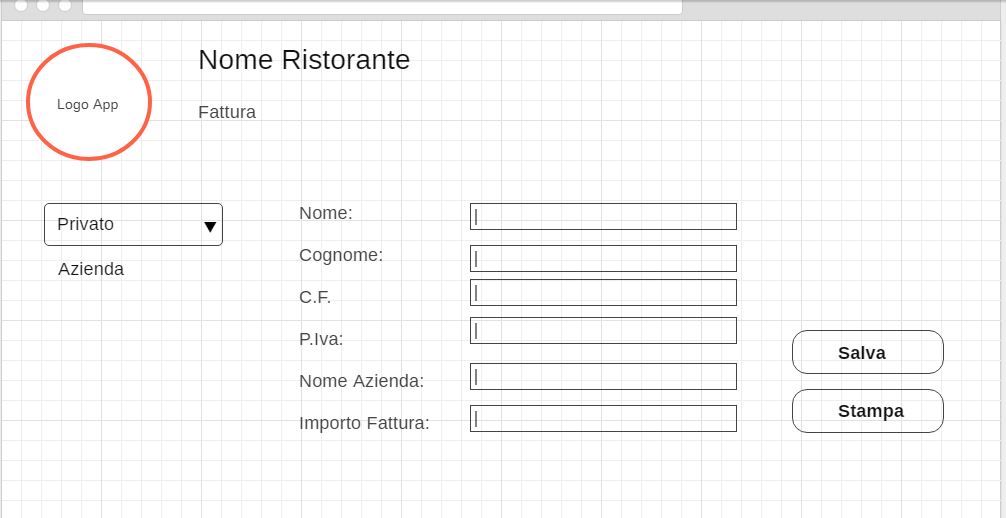 Nome Ristorante
Logo App
Fattura
Privato
Azienda
Nome:
Cognome:
C.F.
P.Iva:
Nome Azienda:
Importo Fattura:
Salva
Stampa